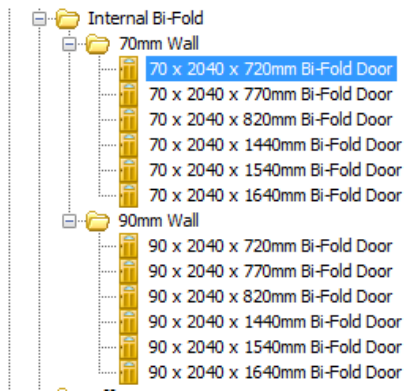 Internal Bi-Fold
70mm Wall
70 x 2040 x 720mm Bi-Fold Door
70 x 2040 x 770mm Bi-Fold Door
70 x 2040 x 820mm Bi-Fold Door
70 x 2040 x 1440mm Bi-Fold Door
70 x 2040 x 1540mm Bi-Fold Door
70 x 2040 x 1640mm Bi-Fold Door
90mm Wall
90 x 2040 x 720mm Bi-Fold Door
90 x 2040 x 770mm Bi-Fold Door
90 x 2040 x 820mm Bi-Fold Door
90 x 2040 x 1440mm Bi-Fold Door
90 x 2040 x 1540mm Bi-Fold Door
90 x 2040 x 1640mm Bi-Fold Door